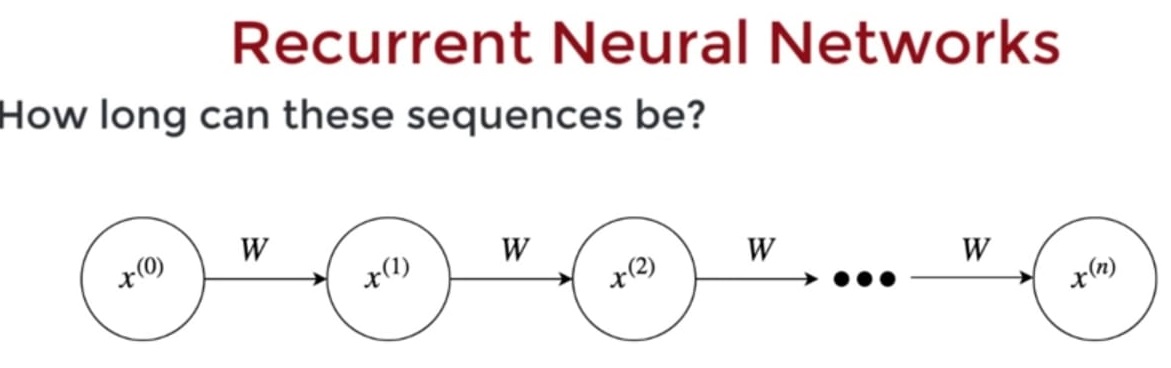 Recurrent Neural Networks
How long can these sequences be?
W W W W
x^(0) x^(1) x^(2) ••• x^(n)